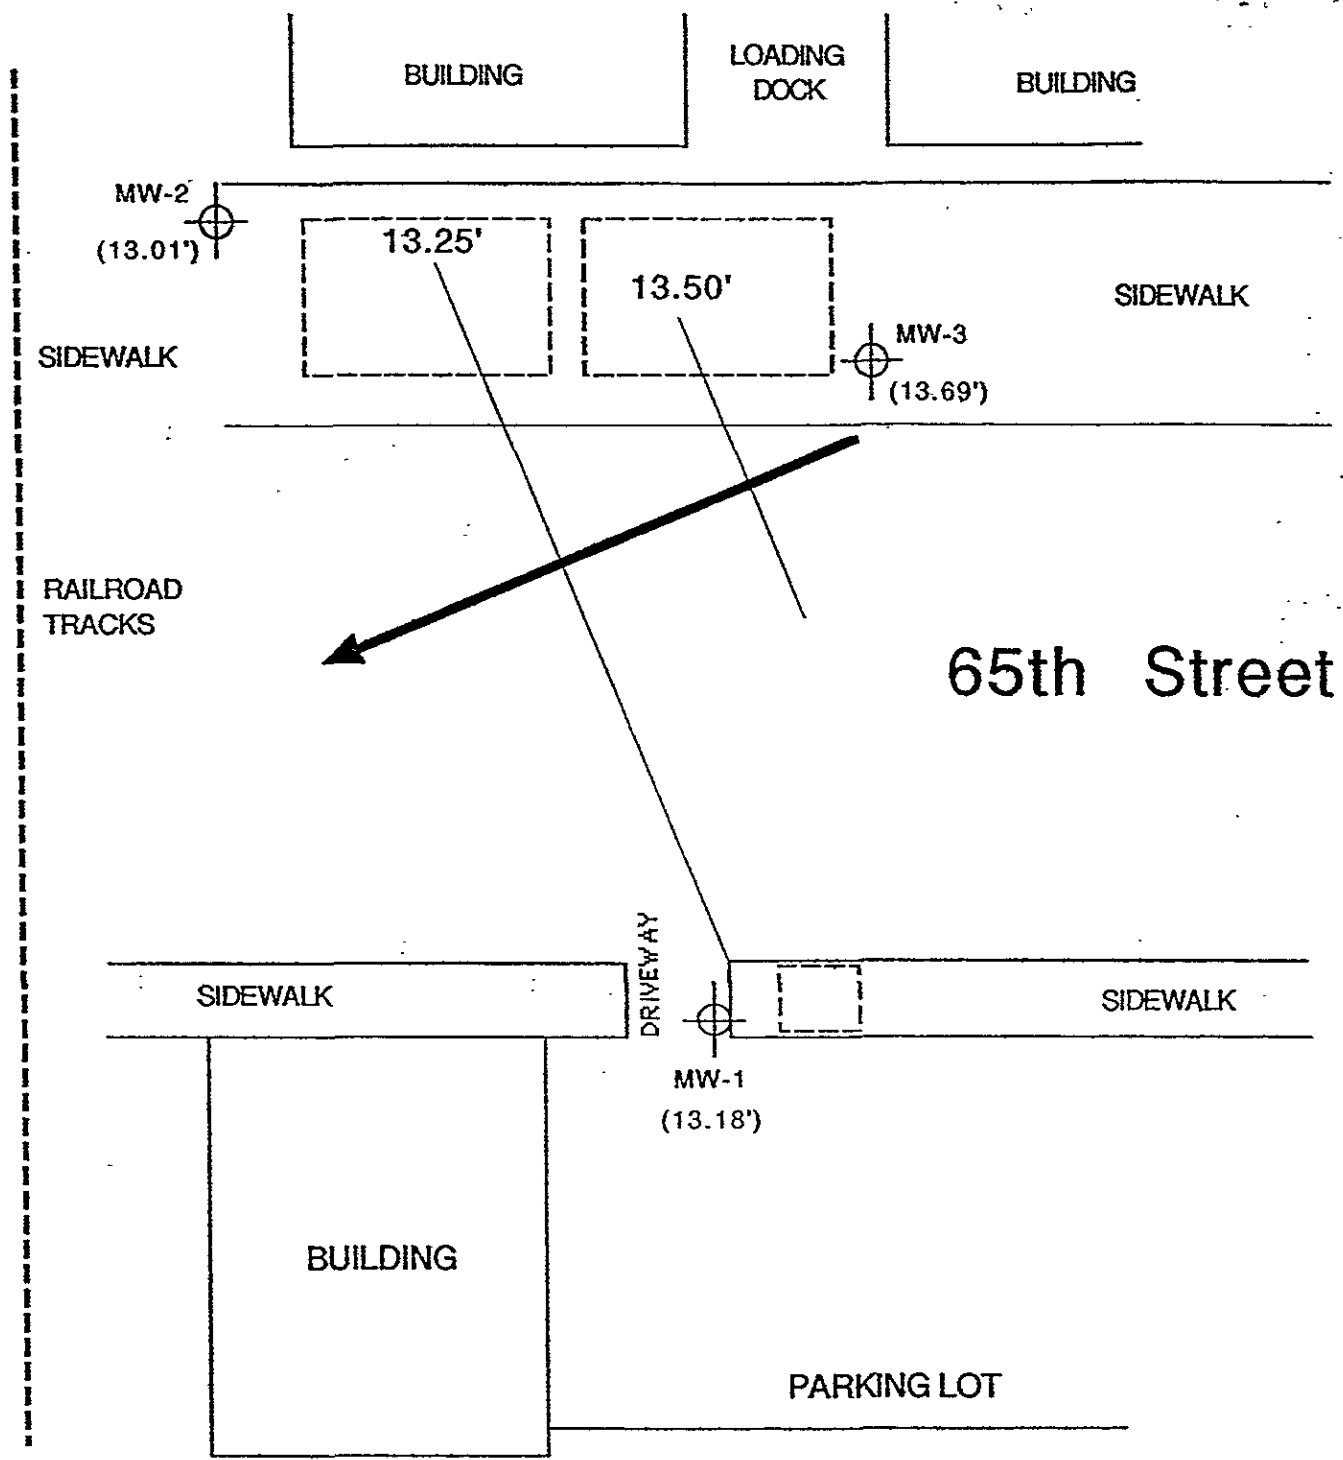 BUILDING
LOADING
DOCK
BUILDING
MW-2
(13.01')
13.25'
13.50'
SIDEWALK
MW-3
(13.69')
SIDEWALK
RAILROAD
TRACKS
65th Street
DRIVEWAY
SIDEWALK
SIDEWALK
MW-1
(13.18')
BUILDING
PARKING LOT